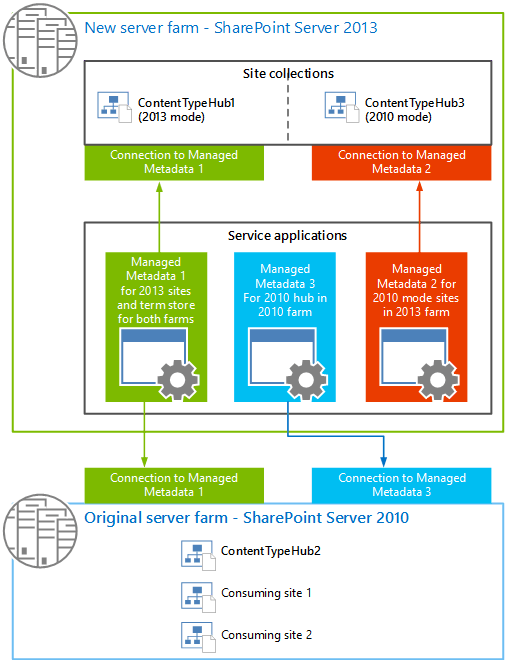 New server farm - SharePoint Server 2013
Site collections
ContentTypeHub1
(2013 mode)
ContentTypeHub3
(2010 mode)
Connection to Managed
Metadata 1
Connection to Managed
Metadata 2
Service applications
Managed
Metadata 1
for 2013 sites
and term store
for both farms
Managed
Metadata 3
For 2010 hub in
2010 farm
Managed
Metadata 2 for
2010 mode sites
in 2013 farm
Connection to Managed
Metadata 1
Connection to Managed
Metadata 3
Original server farm - SharePoint Server 2010
ContentTypeHub2
Consuming site 1
Consuming site 2